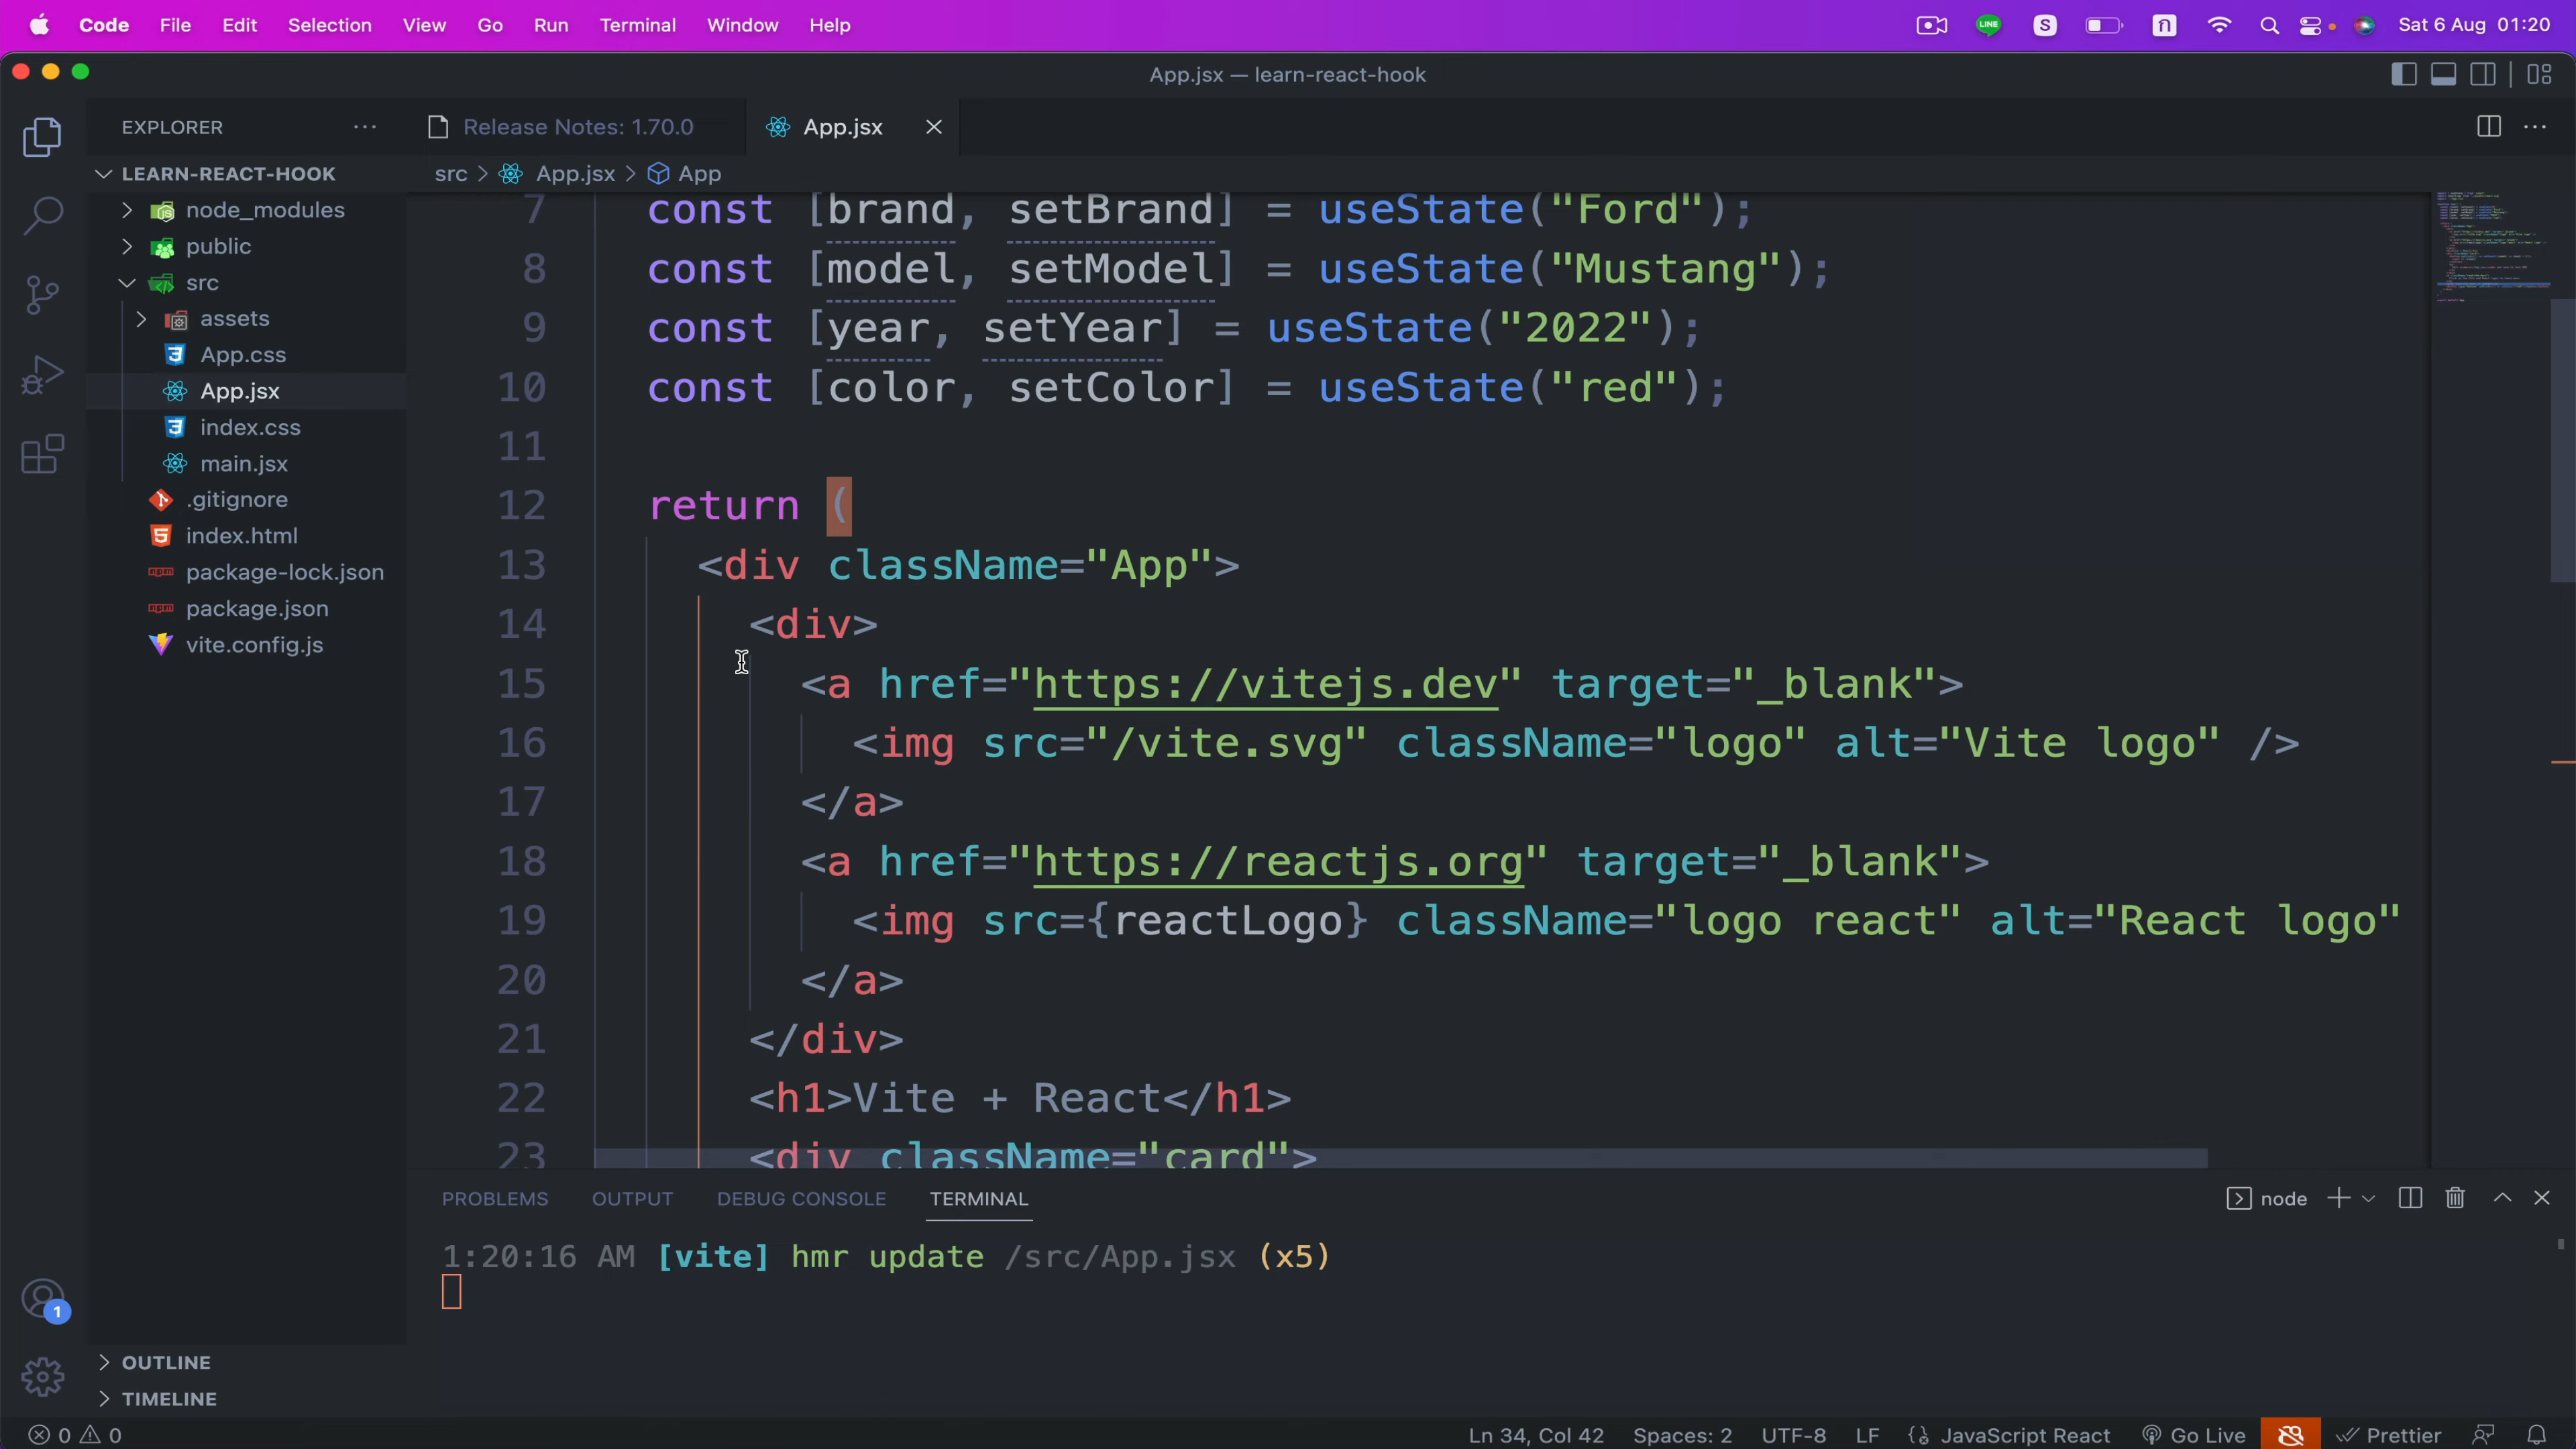 Code File Edit Selection View Go Run Terminal Window Help
LINE S n Sat 6 Aug 01:20
App.jsx — learn-react-hook
EXPLORER
LEARN-REACT-HOOK
node_modules
public
src
assets
App.css
App.jsx
index.css
main.jsx
.gitignore
index.html
package-lock.json
package.json
vite.config.js
OUTLINE
TIMELINE
1
Release Notes: 1.70.0 App.jsx
src > App.jsx > App
7 const [brand, setBrand] = useState("Ford");
8 const [model, setModel] = useState("Mustang");
9 const [year, setYear] = useState("2022");
10 const [color, setColor] = useState("red");
11
12 return (
13 <div className="App">
14 <div>
15 <a href="https://vitejs.dev" target="_blank">
16 <img src="/vite.svg" className="logo" alt="Vite logo" />
17 </a>
18 <a href="https://reactjs.org" target="_blank">
19 <img src={reactLogo} className="logo react" alt="React logo"
20 </a>
21 </div>
22 <h1>Vite + React</h1>
23 <div className="card">
PROBLEMS OUTPUT DEBUG CONSOLE TERMINAL
node
1:20:16 AM [vite] hmr update /src/App.jsx (x5)
0 0
Ln 34, Col 42 Spaces: 2 UTF-8 LF JavaScript React Go Live Prettier